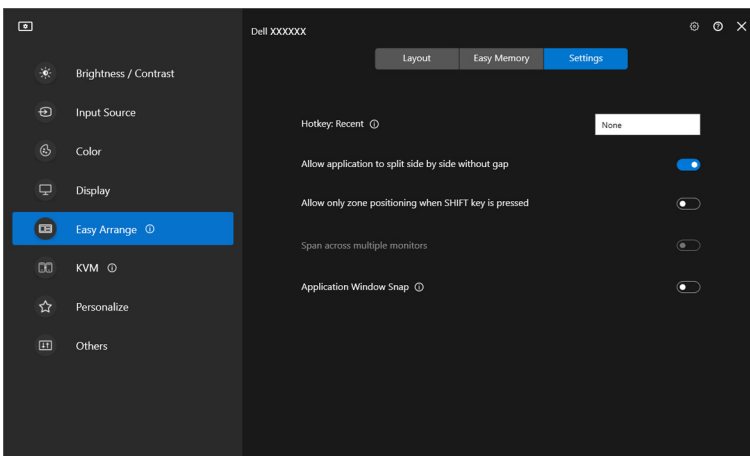 Dell XXXXXX
Layout
Easy Memory
Settings
Brightness / Contrast
Input Source
Color
Display
Easy Arrange
KVM
Personalize
Others
Hotkey: Recent
None
Allow application to split side by side without gap
Allow only zone positioning when SHIFT key is pressed
Span across multiple monitors
Application Window Snap